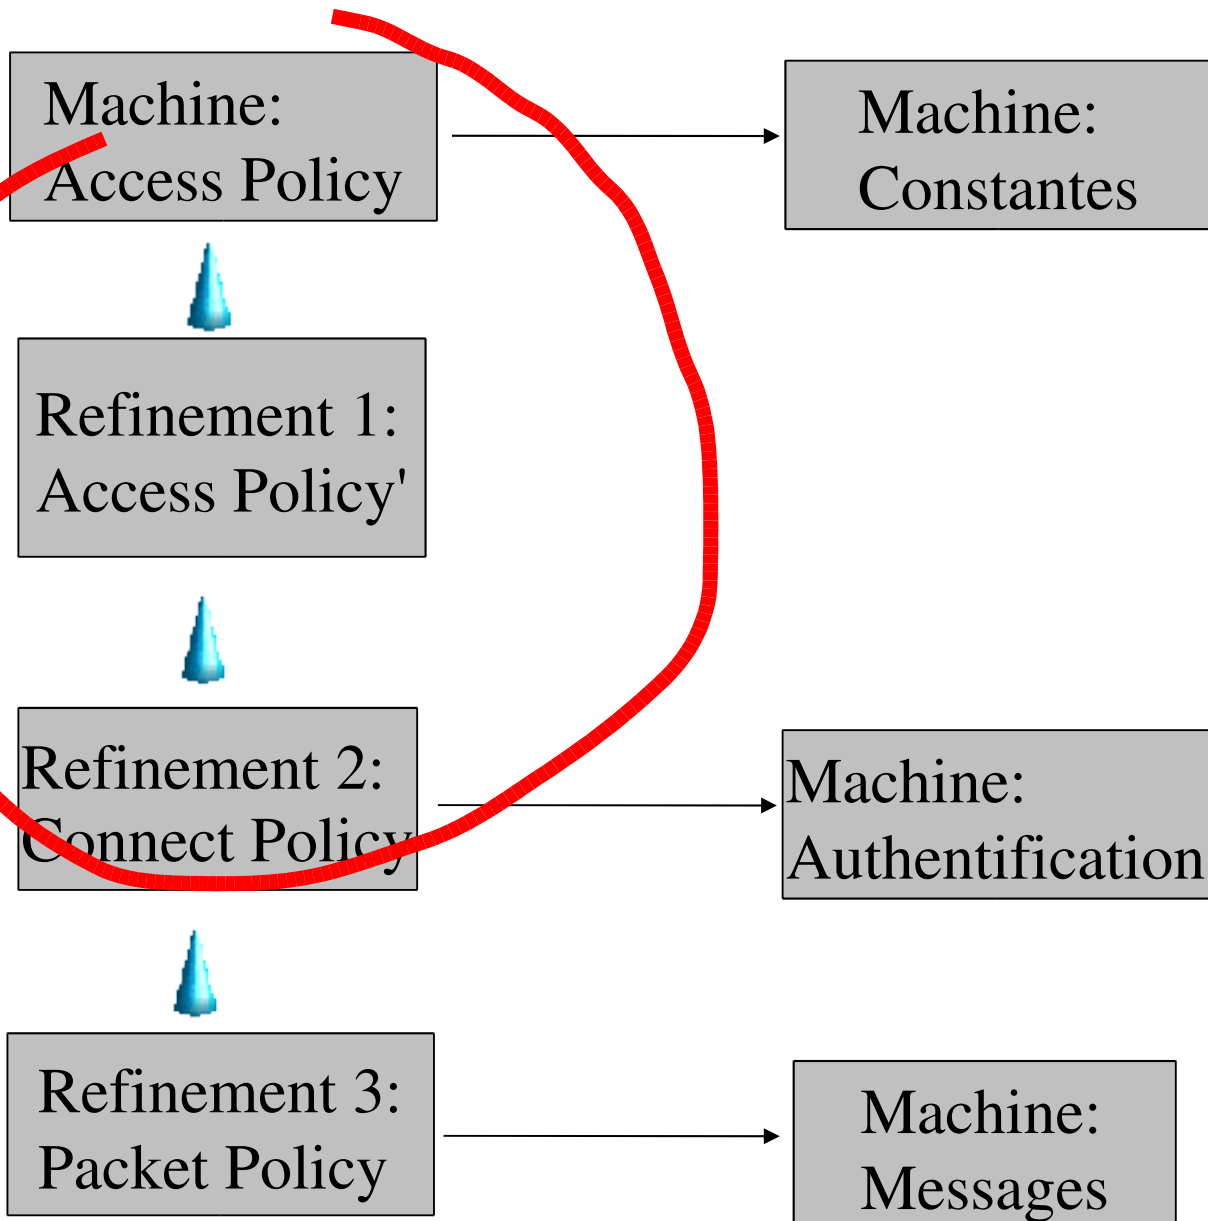 Machine:
Access Policy
Machine:
Constantes
Refinement 1:
Access Policy'
Refinement 2:
Connect Policy
Machine:
Authentification
Refinement 3:
Packet Policy
Machine:
Messages